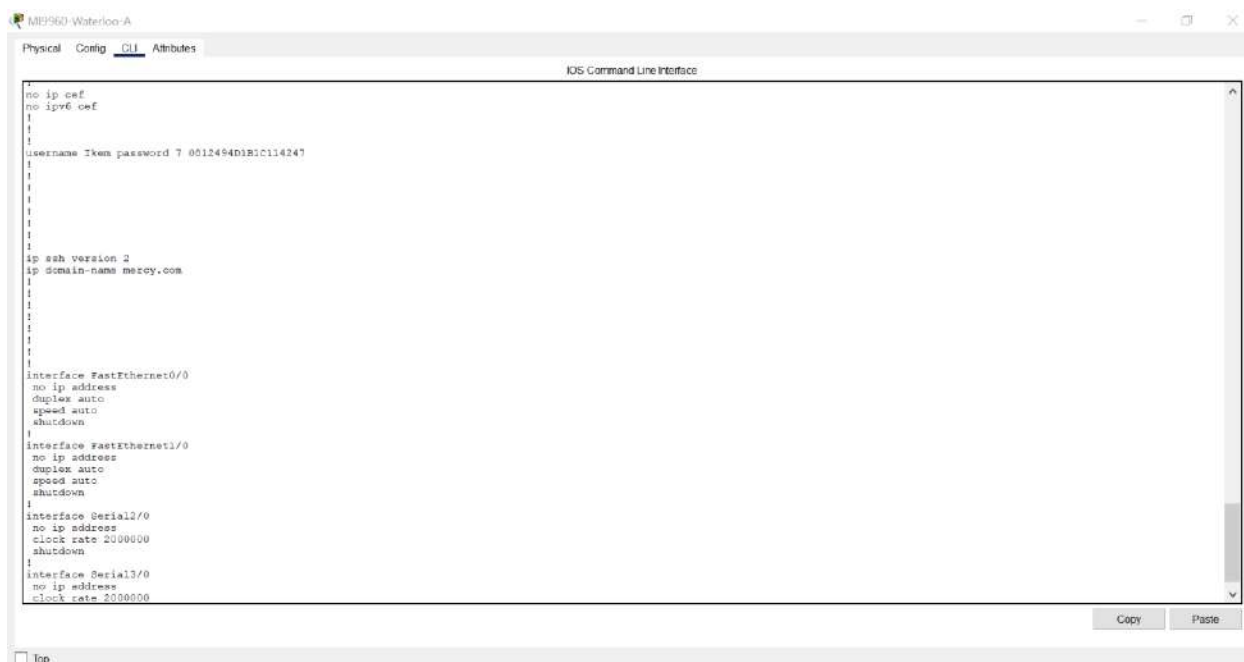 MI9960-Waterloo-A
Physical Config CLI Attributes
IOS Command Line Interface
!
no ip cef
no ipv6 cef
!
!
!
username Ikem password 7
!
!
!
!
!
!
!
!
ip ssh version 2
ip domain-name mercy.com
!
!
!
!
!
!
!
!
interface FastEthernet0/0
no ip address
duplex auto
speed auto
shutdown
!
interface FastEthernet1/0
no ip address
duplex auto
speed auto
shutdown
!
interface Serial2/0
no ip address
clock rate 2000000
shutdown
!
interface Serial3/0
no ip address
clock rate 2000000
Copy Paste
Top